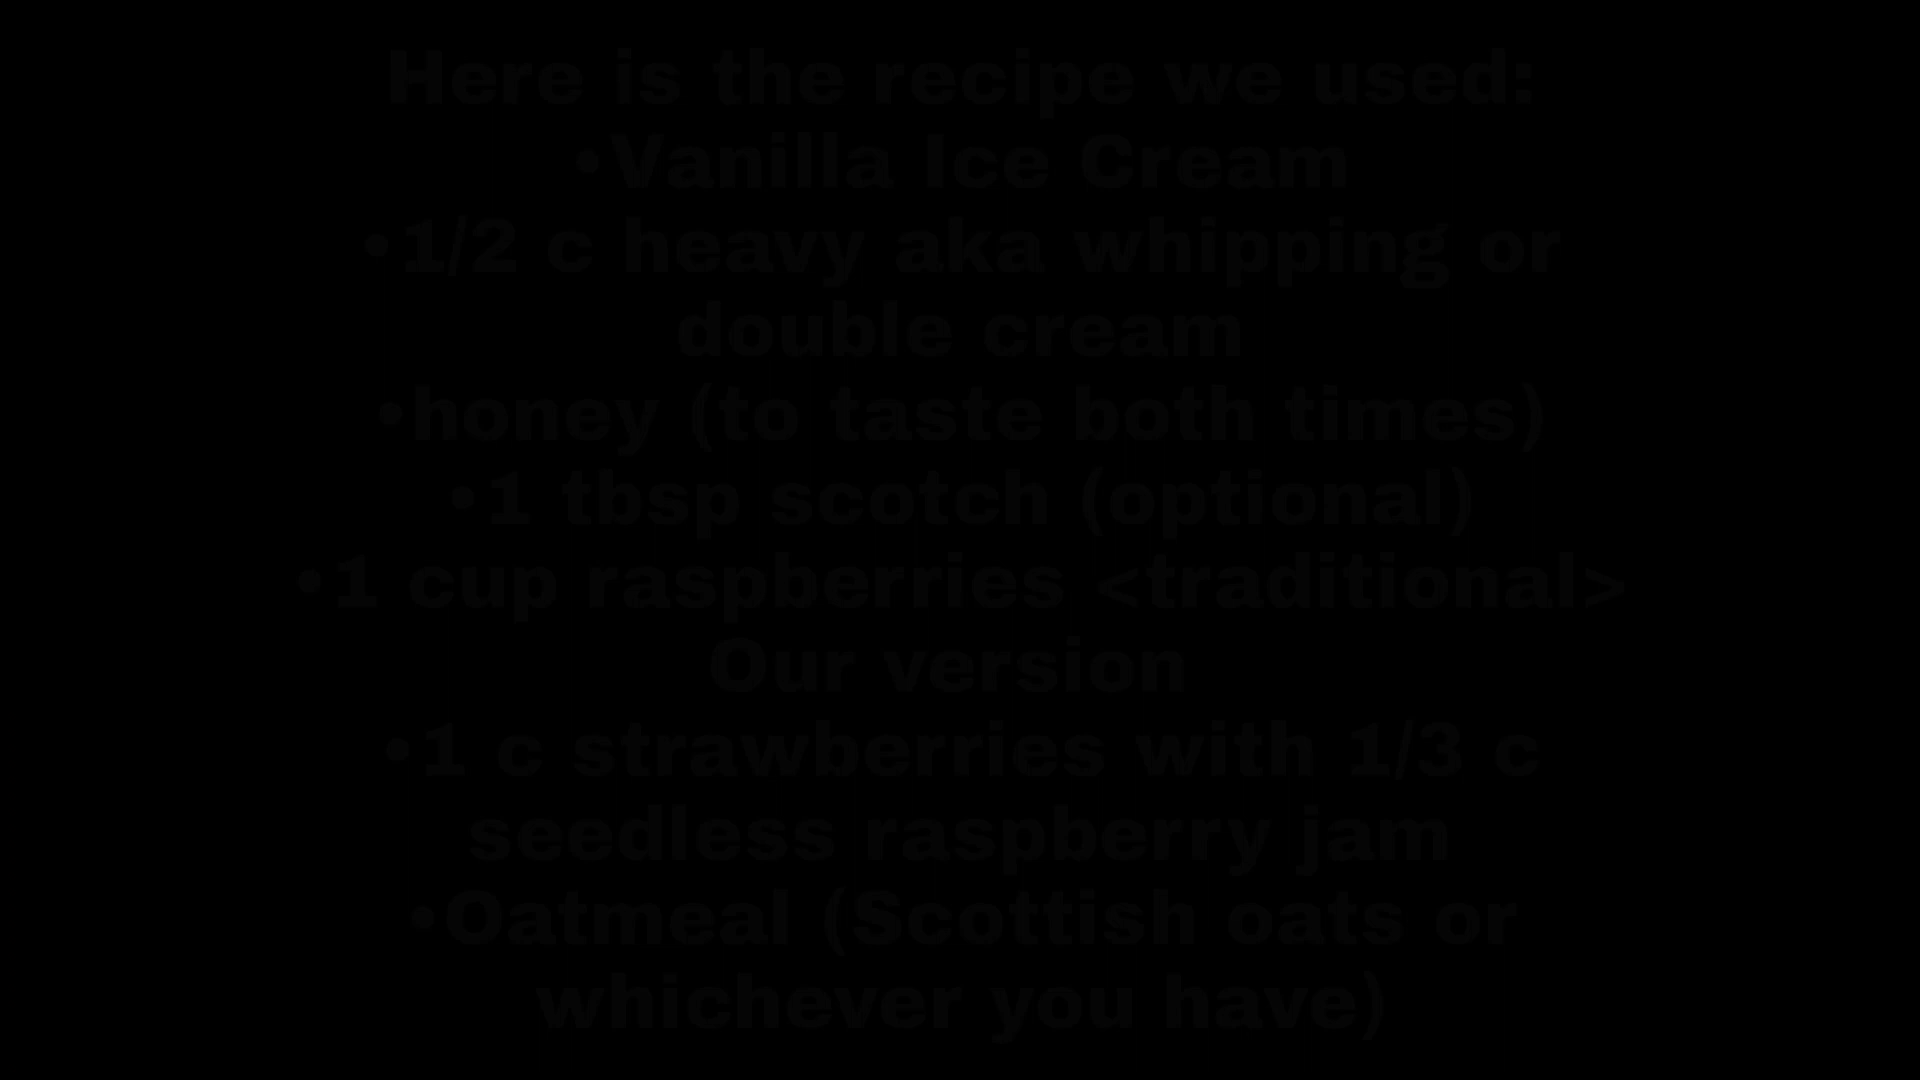 Here is the recipe we used:
•Vanilla Ice Cream
•1/2 c heavy aka whipping or
double cream
•honey (to taste both times)
•1 tbsp scotch (optional)
•1 cup raspberries <traditional>
Our version
•1 c strawberries with 1/3 c
seedless raspberry jam
•Oatmeal (Scottish oats or
whichever you have)